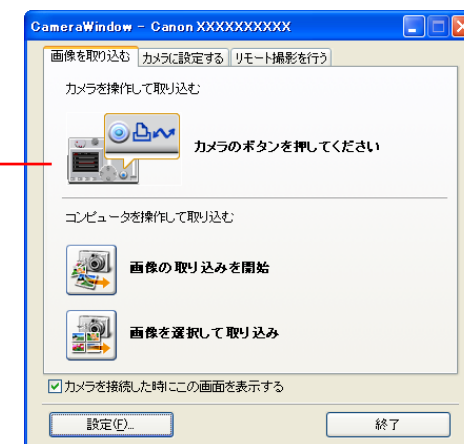 CameraWindow - Canon XXXXXXXXXX
画像を取り込む カメラに設定する リモート撮影を行う
カメラを操作して取り込む
カメラのボタンを押してください
コンピュータを操作して取り込む
画像の取り込みを開始
画像を選択して取り込み
カメラを接続した時にこの画面を表示する
設定(F)... 終了